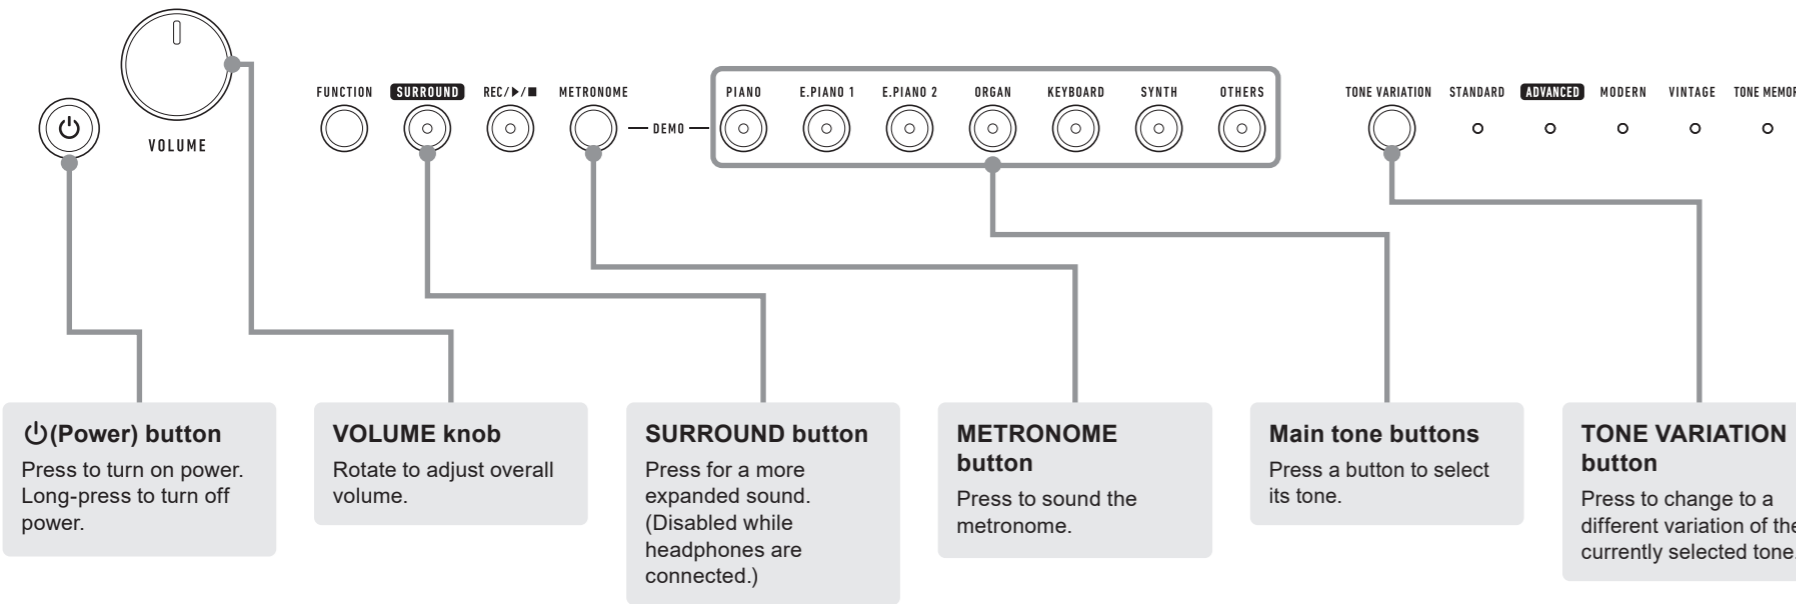 FUNCTION SURROUND REC/▶/■ METRONOME PIANO E.PIANO 1 E.PIANO 2 ORGAN KEYBOARD SYNTH OTHERS TONE VARIATION STANDARD ADVANCED MODERN VINTAGE TONE
DEMO
VOLUME
(Power) button
Press to turn on power.
Long-press to turn off
power.
VOLUME knob
Rotate to adjust overall
volume.
SURROUND button
Press for a more
expanded sound.
(Disabled while
headphones are
connected.)
METRONOME
button
Press to sound the
metronome.
Main tone buttons
Press a button to select
its tone.
TONE VARIATION
button
Press to change to a
different variation of the
currently selected tone.